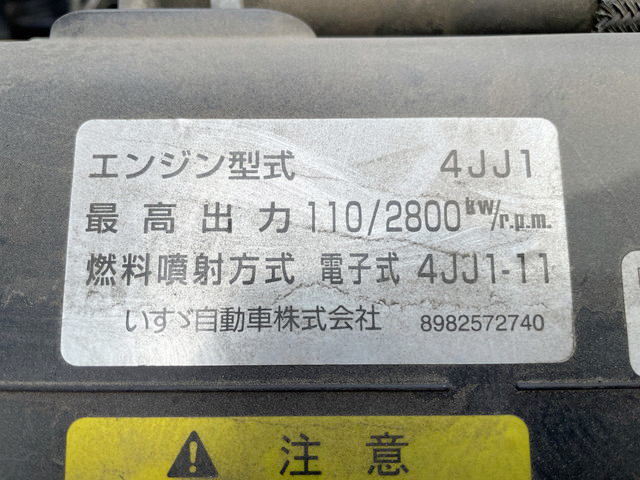 エンジン型式 4JJ1
最高出力 110/2800 kW/r.p.m.
燃料噴射方式 電子式 4JJ1-11
いすゞ自動車株式会社 8982572740
注意